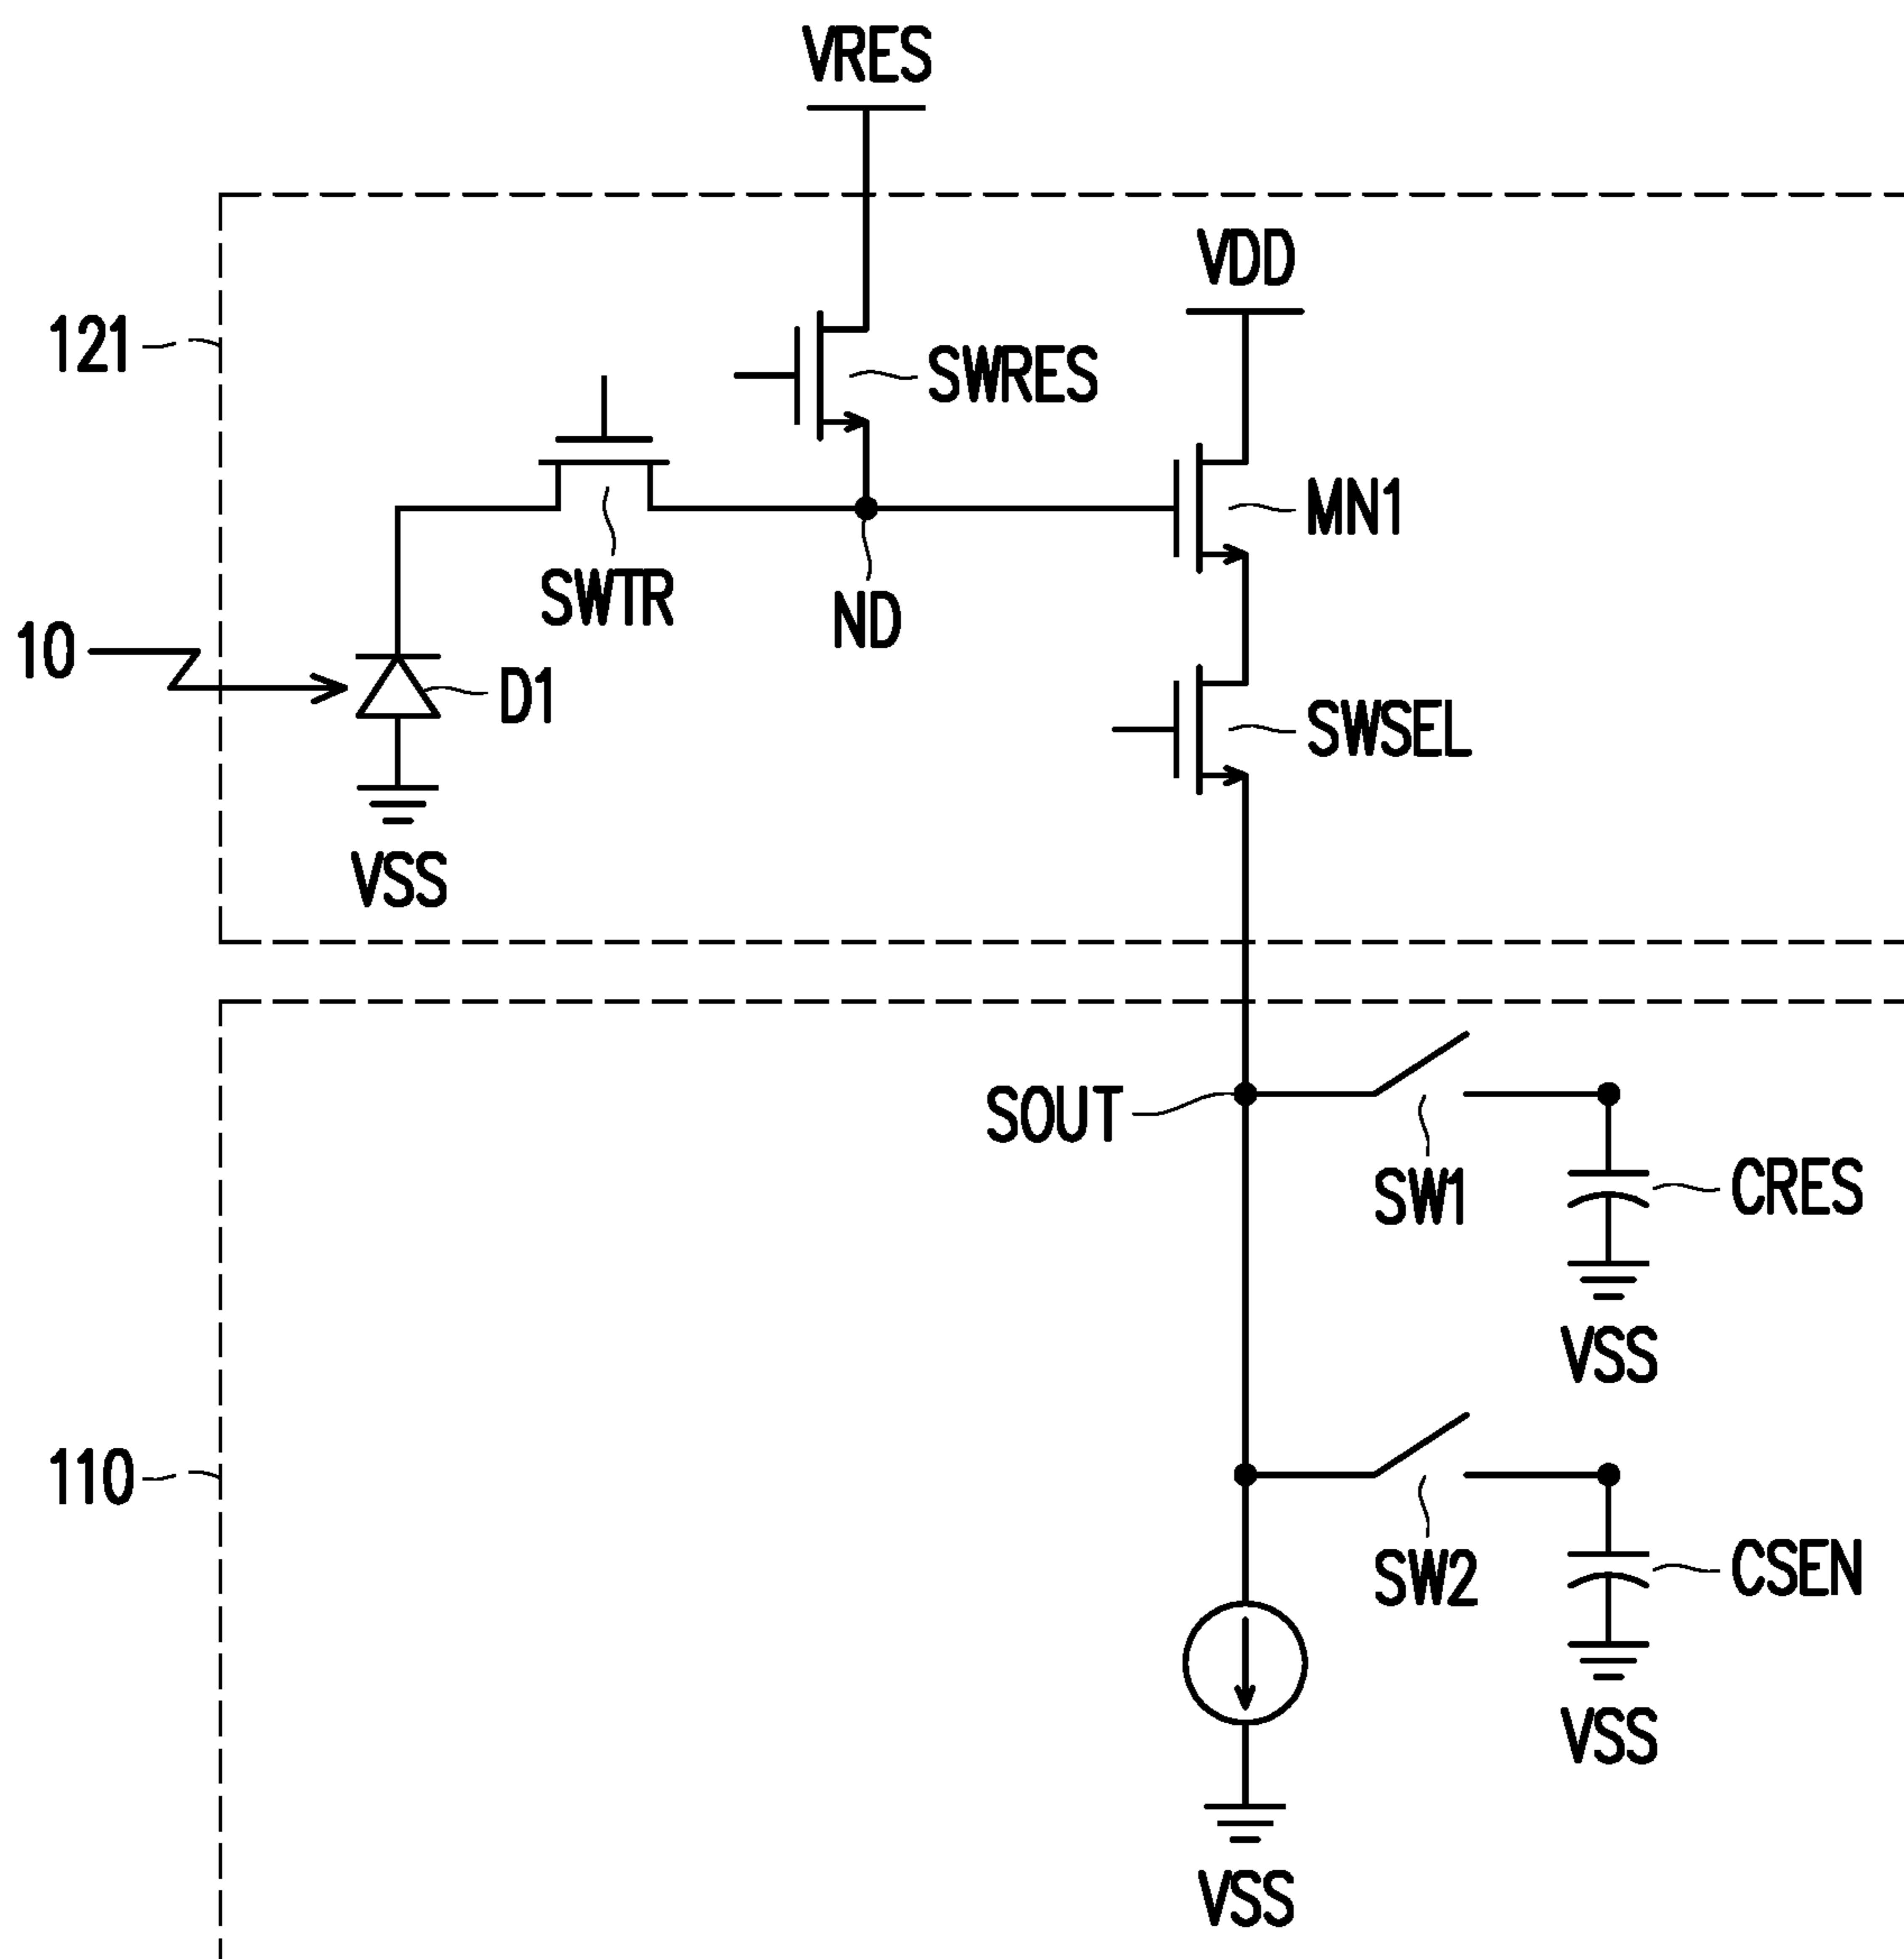 VRES
VDD
121
SWRES
MN1
SWTR
ND
10
D1
SWSEL
VSS
SOUT
SW1
CRES
VSS
110
SW2
CSEN
VSS
VSS